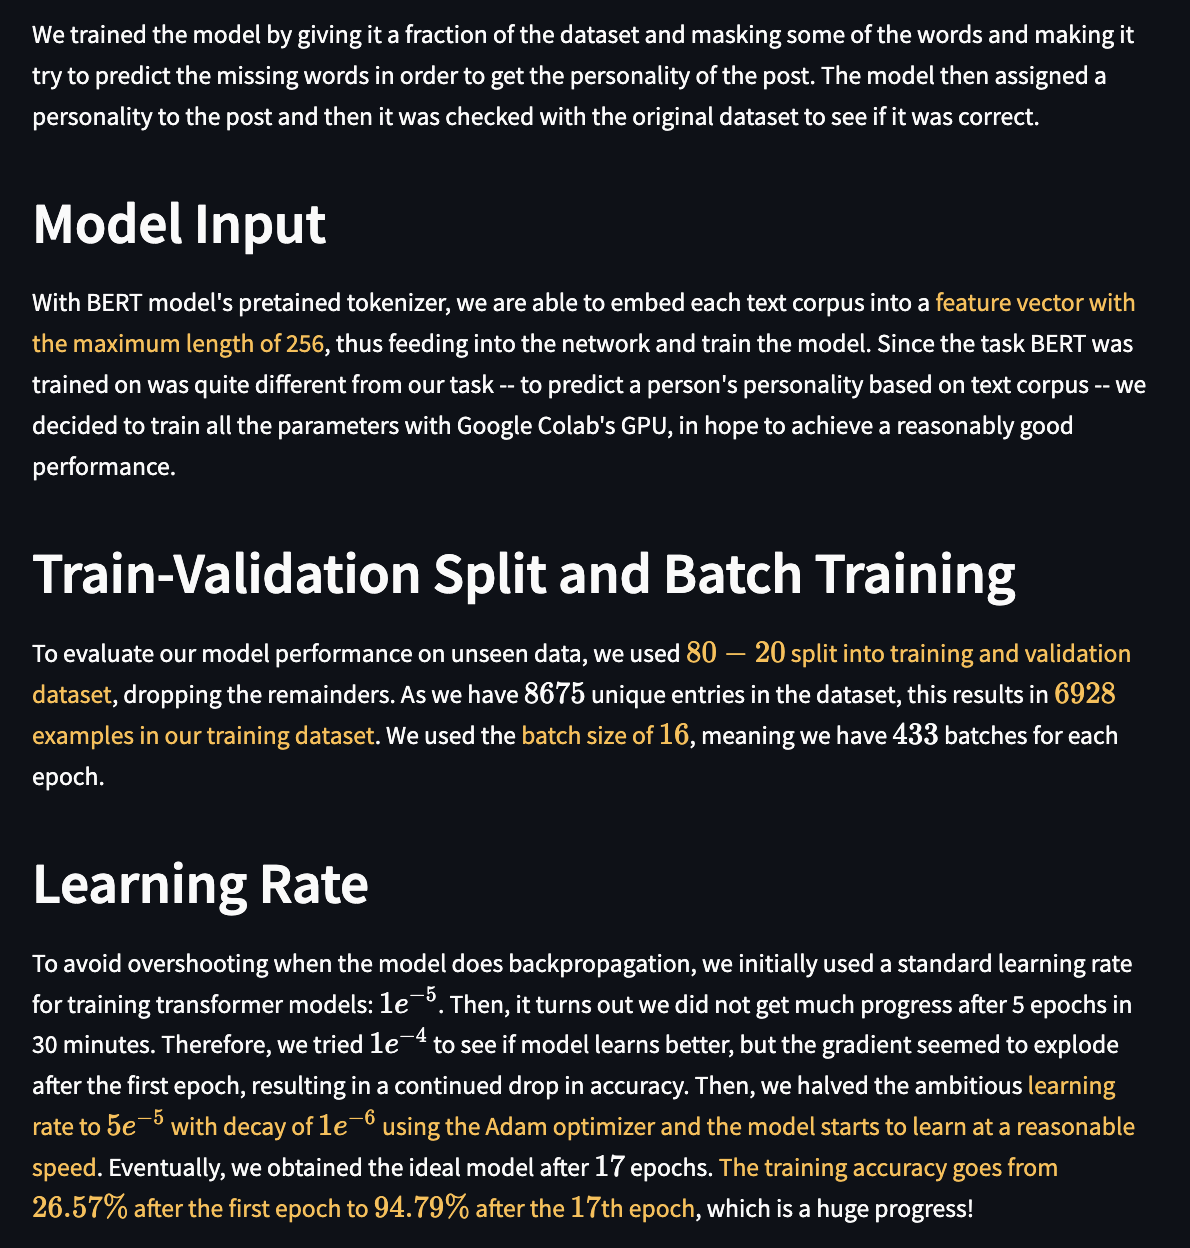 We trained the model by giving it a fraction of the dataset and masking some of the words and making it
try to predict the missing words in order to get the personality of the post. The model then assigned a
personality to the post and then it was checked with the original dataset to see if it was correct.
Model Input
With BERT model's pretained tokenizer, we are able to embed each text corpus into a feature vector with
the maximum length of 256, thus feeding into the network and train the model. Since the task BERT was
trained on was quite different from our task -- to predict a person's personality based on text corpus -- we
decided to train all the parameters with Google Colab's GPU, in hope to achieve a reasonably good
performance.
Train-Validation Split and Batch Training
To evaluate our model performance on unseen data, we used 80 − 20 split into training and validation
dataset, dropping the remainders. As we have 8675 unique entries in the dataset, this results in 6928
examples in our training dataset. We used the batch size of 16, meaning we have 433 batches for each
epoch.
Learning Rate
To avoid overshooting when the model does backpropagation, we initially used a standard learning rate
for training transformer models: 1e⁻⁵. Then, it turns out we did not get much progress after 5 epochs in
30 minutes. Therefore, we tried 1e⁻⁴ to see if model learns better, but the gradient seemed to explode
after the first epoch, resulting in a continued drop in accuracy. Then, we halved the ambitious learning
rate to 5e⁻⁵ with decay of 1e⁻⁶ using the Adam optimizer and the model starts to learn at a reasonable
speed. Eventually, we obtained the ideal model after 17 epochs. The training accuracy goes from
26.57% after the first epoch to 94.79% after the 17th epoch, which is a huge progress!